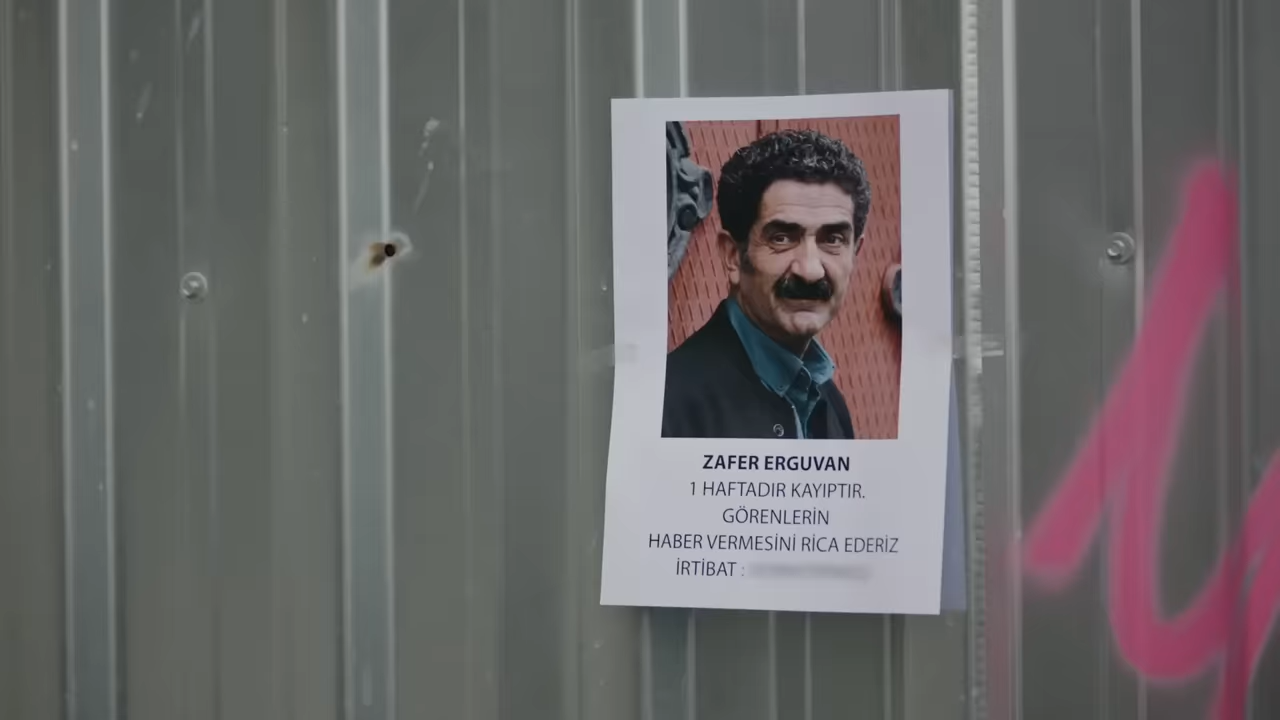 ZAFER ERGUVAN
1 HAFTADIR KAYIPTIR.
GÖRENLERİN
HABER VERMESİNİ RİCA EDERİZ
İRTİBAT :